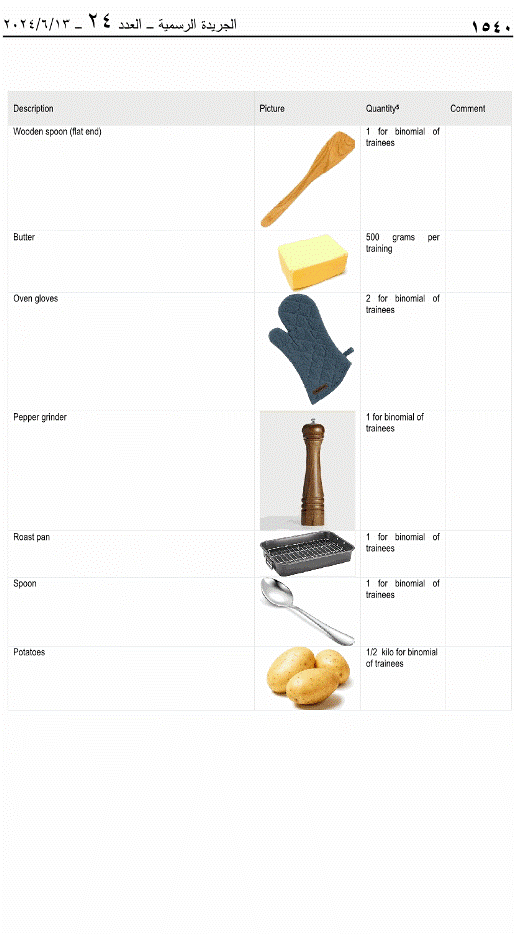 ١٥٤٠ الجريدة الرسمية ـ العدد ٢٤ ـ ٢٠٢٤/٦/١٣
Description Picture Quantity⁵ Comment
Wooden spoon (flat end) 1 for binomial of
trainees
Butter 500 grams per
training
Oven gloves 2 for binomial of
trainees
Pepper grinder 1 for binomial of
trainees
Roast pan 1 for binomial of
trainees
Spoon 1 for binomial of
trainees
Potatoes 1/2 kilo for binomial
of trainees